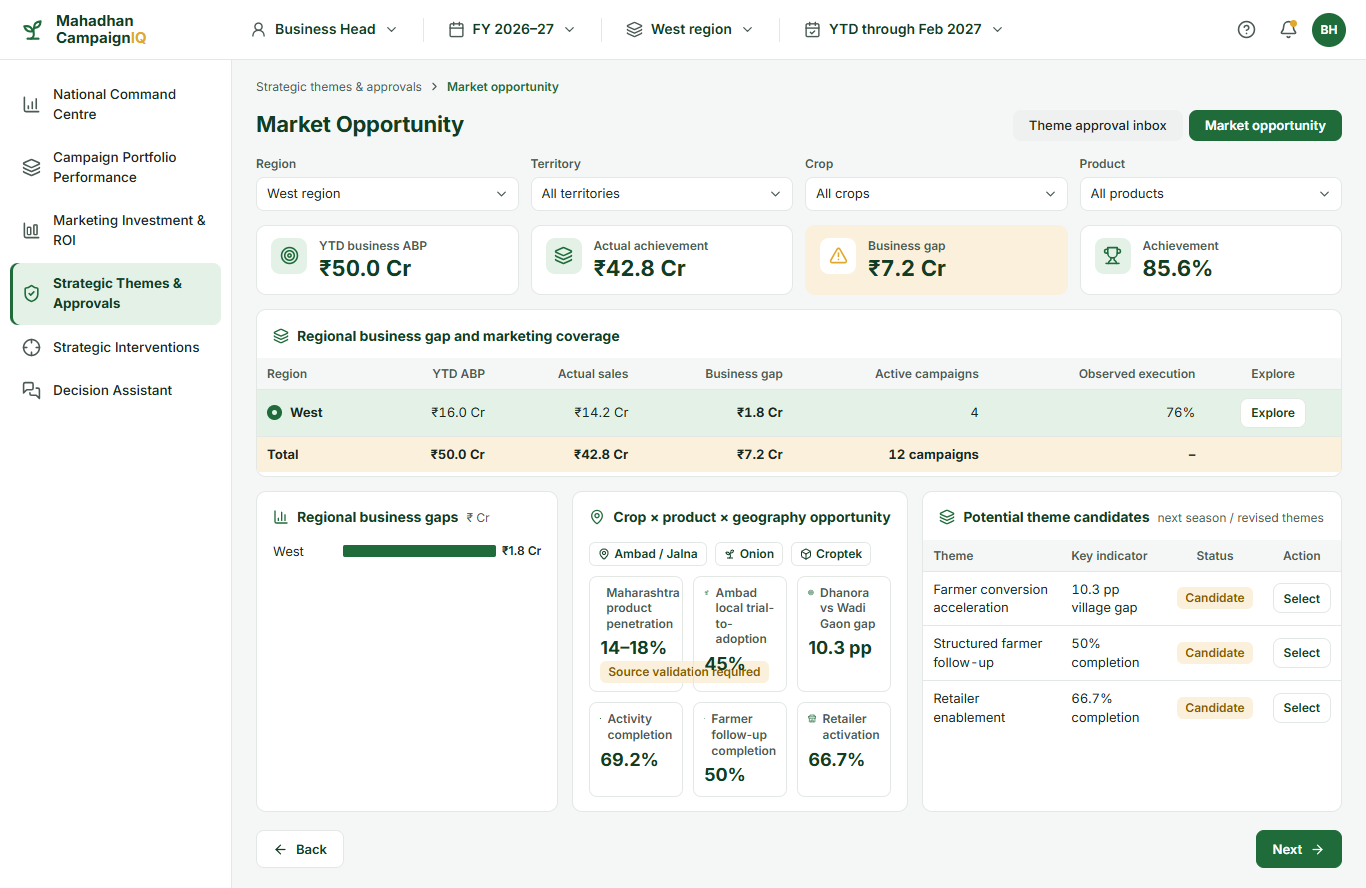 Mahadhan
CampaignIQ
Business Head
FY 2026–27
West region
YTD through Feb 2027
BH
National Command
Centre
Campaign Portfolio
Performance
Marketing Investment &
ROI
Strategic Themes &
Approvals
Strategic Interventions
Decision Assistant
Strategic themes & approvals > Market opportunity
Market Opportunity
Theme approval inbox
Market opportunity
Region
Territory
Crop
Product
West region
All territories
All crops
All products
YTD business ABP
₹50.0 Cr
Actual achievement
₹42.8 Cr
Business gap
₹7.2 Cr
Achievement
85.6%
Regional business gap and marketing coverage
Region YTD ABP Actual sales Business gap Active campaigns Observed execution Explore
West ₹16.0 Cr ₹14.2 Cr ₹1.8 Cr 4 76% Explore
Total ₹50.0 Cr ₹42.8 Cr ₹7.2 Cr 12 campaigns –
Regional business gaps ₹ Cr
West ₹1.8 Cr
Crop × product × geography opportunity
Ambad / Jalna
Onion
Croptek
Maharashtra
product
penetration
14–18%
Source validation required
Ambad
local trial-
to-
adoption
45%
Dhanora
vs Wadi
Gaon gap
10.3 pp
Activity
completion
69.2%
Farmer
follow-up
completion
50%
Retailer
activation
66.7%
Potential theme candidates next season / revised themes
Theme Key indicator Status Action
Farmer conversion
acceleration
10.3 pp
village gap
Candidate
Select
Structured farmer
follow-up
50%
completion
Candidate
Select
Retailer
enablement
66.7%
completion
Candidate
Select
← Back
Next →